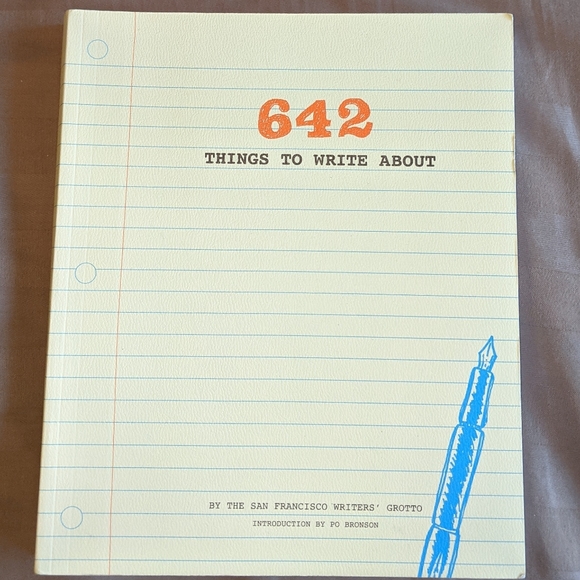 642
THINGS TO WRITE ABOUT
BY THE SAN FRANCISCO WRITERS' GROTTO
INTRODUCTION BY PO BRONSON